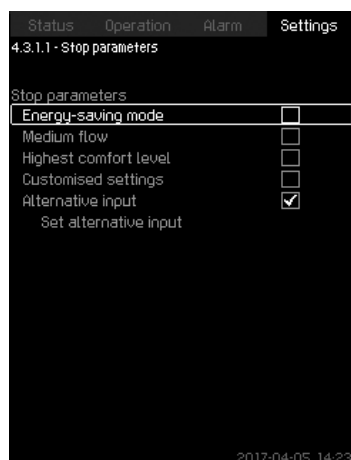 Status Operation Alarm Settings
4.3.1.1 - Stop parameters
Stop parameters
Energy-saving mode
Medium flow
Highest comfort level
Customised settings
Alternative input
Set alternative input
2017-04-05 14:23